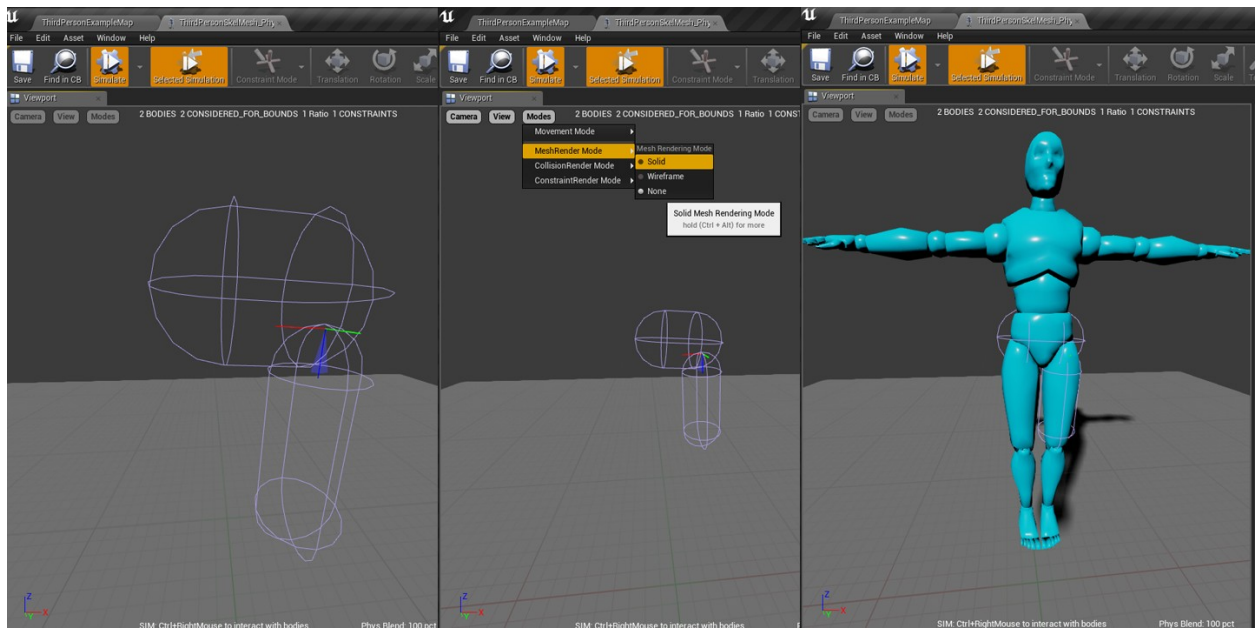 ThirdPersonExampleMap
ThirdPersonSkelMesh_Phy
File Edit Asset Window Help
Save Find in CB Simulate Selected Simulation Constraint Mode Translation Rotation Scale
Viewport
Camera View Modes 2 BODIES 2 CONSIDERED_FOR_BOUNDS 1 Ratio 1 CONSTRAINTS
Z
X
Y
SIM: Ctrl+RightMouse to interact with bodies Phys Blend: 100 pct
ThirdPersonExampleMap
ThirdPersonSkelMesh_Phy
File Edit Asset Window Help
Save Find in CB Simulate Selected Simulation Constraint Mode Translation
Viewport
Camera View Modes 2 BODIES 2 CONSIDERED_FOR_BOUNDS 1 Ratio 1 CONST
Movement Mode
MeshRender Mode
CollisionRender Mode
ConstraintRender Mode
Mesh Rendering Mode
Solid
Wireframe
None
Solid Mesh Rendering Mode
hold (Ctrl + Alt) for more
Z
X
Y
SIM: Ctrl+RightMouse to interact with bodies
ThirdPersonExampleMap
ThirdPersonSkelMesh_Phy
File Edit Asset Window Help
Save Find in CB Simulate Selected Simulation Constraint Mode Translation Rotation Scale
Viewport
Camera View Modes 2 BODIES 2 CONSIDERED_FOR_BOUNDS 1 Ratio 1 CONSTRAINTS
Z
X
Y
SIM: Ctrl+RightMouse to interact with bodies Phys Blend: 100 pct